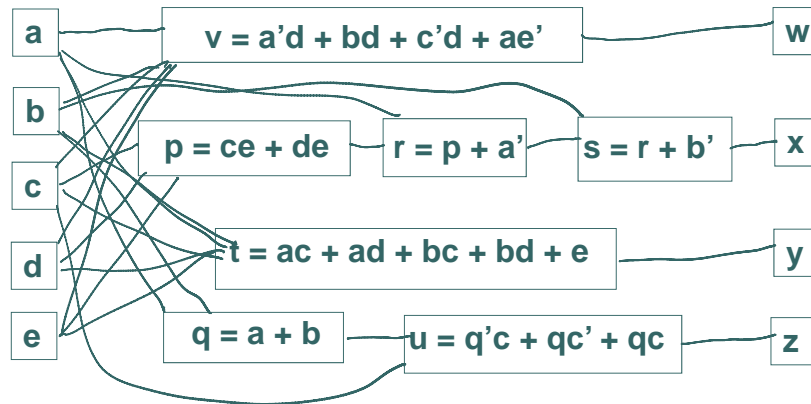 a
v = a'd + bd + c'd + ae'
w
b
p = ce + de
r = p + a'
s = r + b'
x
c
d
t = ac + ad + bc + bd + e
y
e
q = a + b
u = q'c + qc' + qc
z